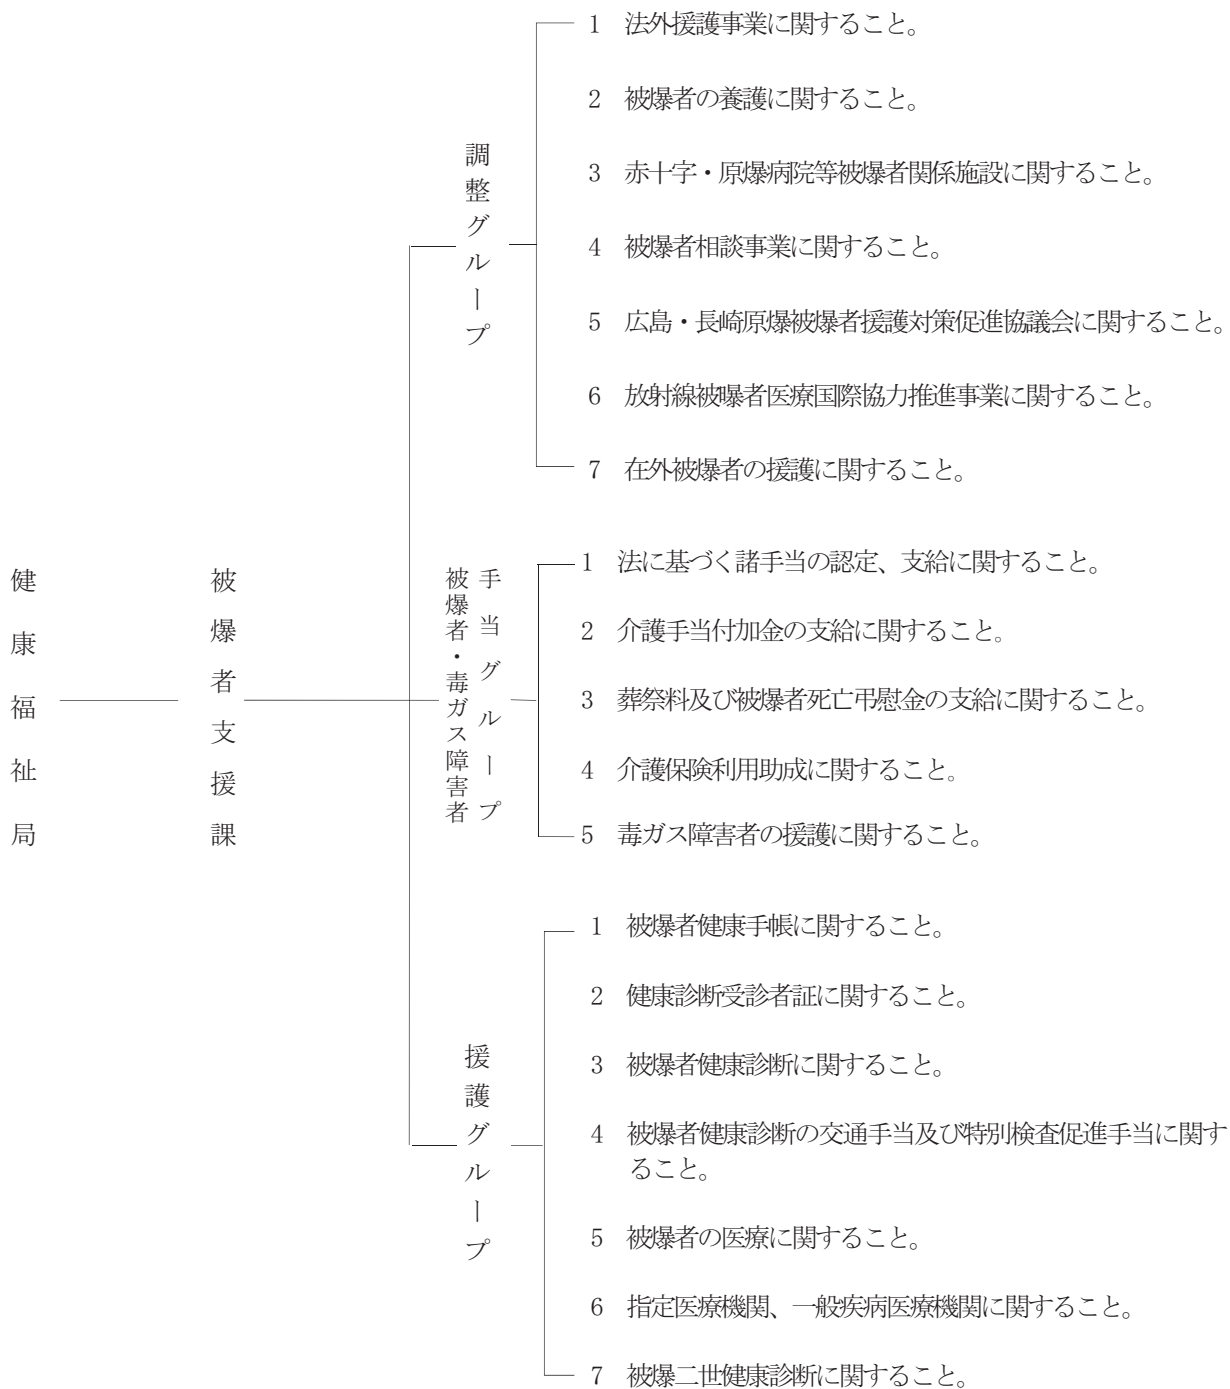 健康福祉局
被爆者支援課
調整グループ
1 法外援護事業に関すること。
2 被爆者の養護に関すること。
3 赤十字・原爆病院等被爆者関係施設に関すること。
4 被爆者相談事業に関すること。
5 広島・長崎原爆被爆者援護対策促進協議会に関すること。
6 放射線被曝者医療国際協力推進事業に関すること。
7 在外被爆者の援護に関すること。
被爆者・毒ガス障害者
手当グループ
1 法に基づく諸手当の認定、支給に関すること。
2 介護手当付加金の支給に関すること。
3 葬祭料及び被爆者死亡弔慰金の支給に関すること。
4 介護保険利用助成に関すること。
5 毒ガス障害者の援護に関すること。
援護グループ
1 被爆者健康手帳に関すること。
2 健康診断受診者証に関すること。
3 被爆者健康診断に関すること。
4 被爆者健康診断の交通手当及び特別検査促進手当に関す
ること。
5 被爆者の医療に関すること。
6 指定医療機関、一般疾病医療機関に関すること。
7 被爆二世健康診断に関すること。